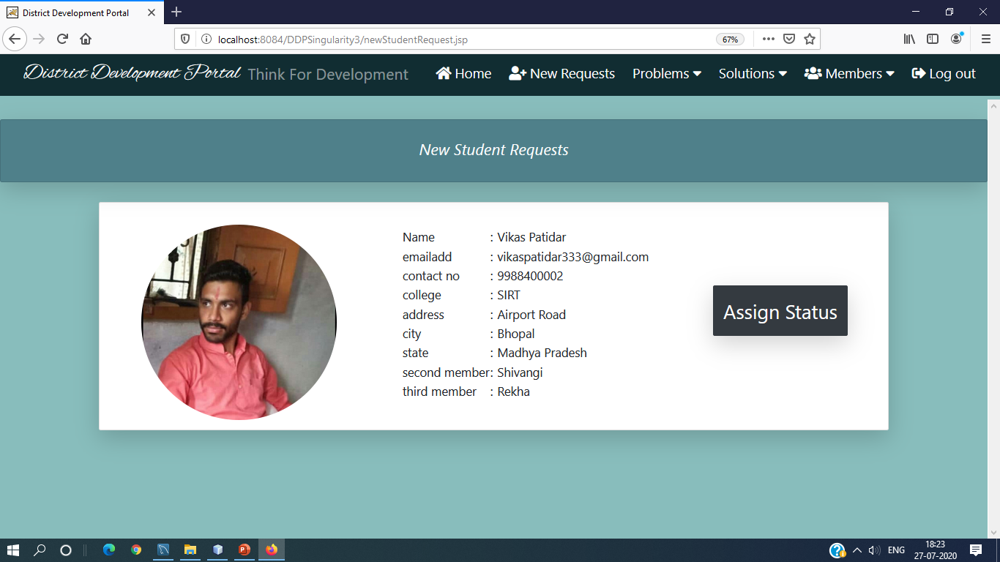 District Development Portal
localhost:8084/DDPSingularity3/newStudentRequest.jsp
67%
District Development Portal Think For Development Home New Requests Problems Solutions Members Log out
New Student Requests
Name : Vikas Patidar
emailadd : vikaspatidar333@gmail.com
contact no : 9988400002
college : SIRT
address : Airport Road
city : Bhopal
state : Madhya Pradesh
second member: Shivangi
third member : Rekha
Assign Status
ENG
18:23
27-07-2020